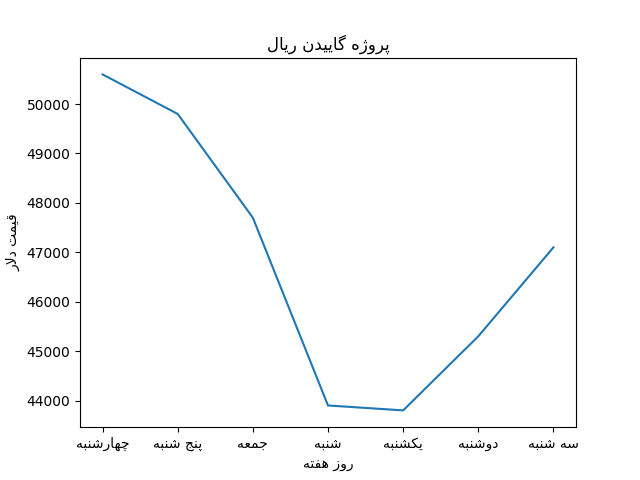 پروژه گاییدن ریال
قیمت دلار
50000
49000
48000
47000
46000
45000
44000
چهارشنبه
پنج شنبه
جمعه
شنبه
یکشنبه
دوشنبه
سه شنبه
روز هفته